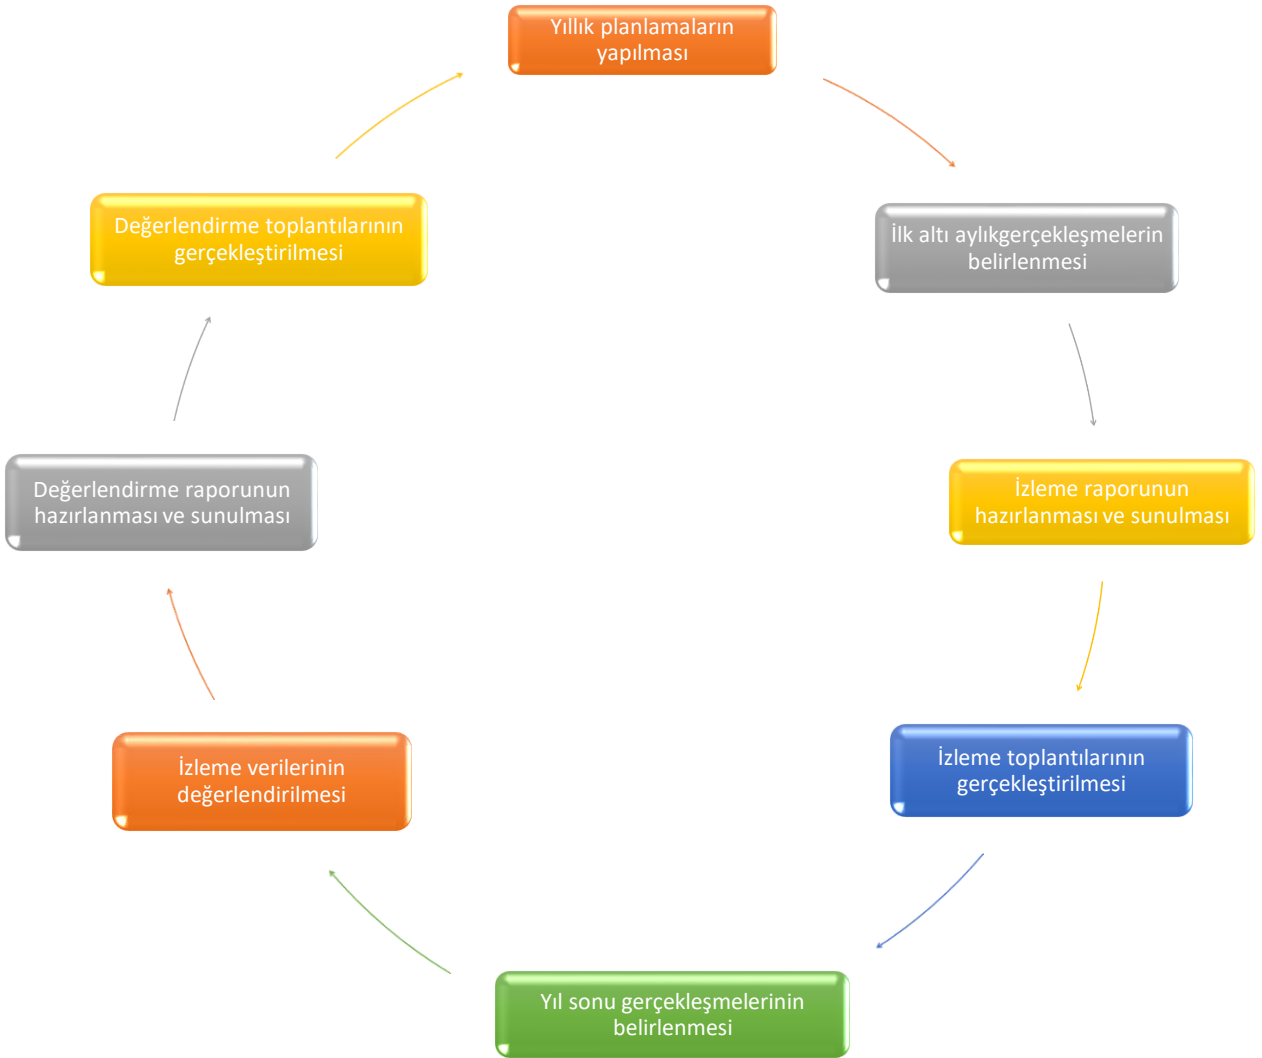 Yıllık planlamaların
yapılması
İlk altı aylıkgerçekleşmelerin
belirlenmesi
İzleme raporunun
hazırlanması ve sunulması
İzleme toplantılarının
gerçekleştirilmesi
Yıl sonu gerçekleşmelerinin
belirlenmesi
İzleme verilerinin
değerlendirilmesi
Değerlendirme raporunun
hazırlanması ve sunulması
Değerlendirme toplantılarının
gerçekleştirilmesi